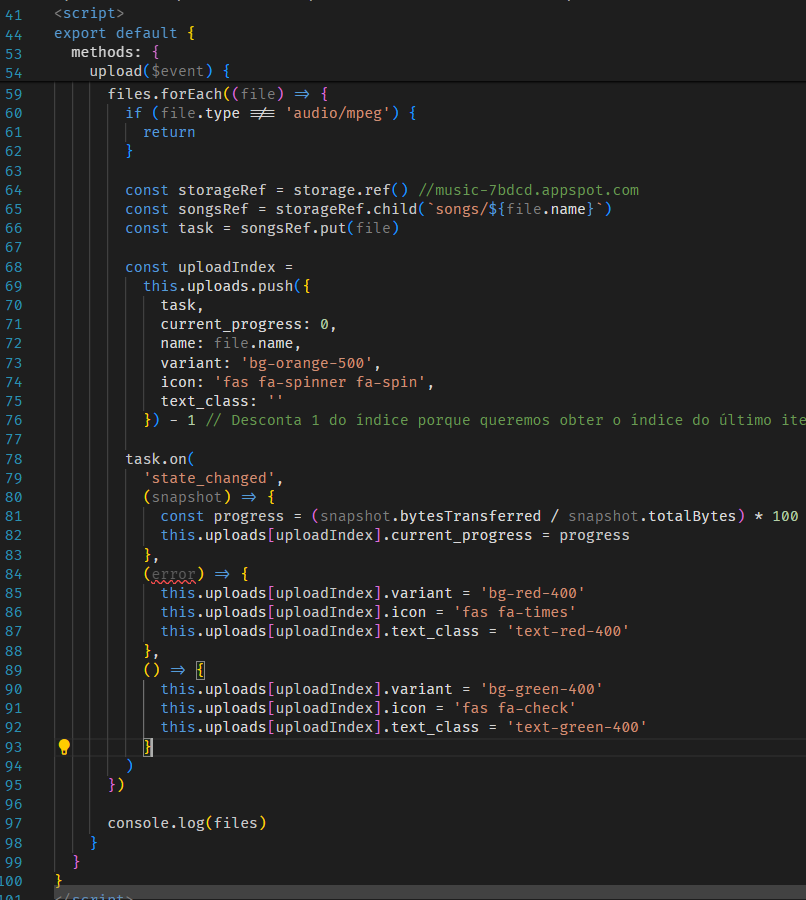 41 <script>
44 export default {
53 methods: {
54 upload($event) {
59 files.forEach((file) => {
60 if (file.type !== 'audio/mpeg') {
61 return
62 }
63
64 const storageRef = storage.ref() //music-7bdcd.appspot.com
65 const songsRef = storageRef.child(`songs/${file.name}`)
66 const task = songsRef.put(file)
67
68 const uploadIndex =
69 this.uploads.push({
70 task,
71 current_progress: 0,
72 name: file.name,
73 variant: 'bg-orange-500',
74 icon: 'fas fa-spinner fa-spin',
75 text_class: ''
76 }) - 1 // Desconta 1 do índice porque queremos obter o índice do último ite
77
78 task.on(
79 'state_changed',
80 (snapshot) => {
81 const progress = (snapshot.bytesTransferred / snapshot.totalBytes) * 100
82 this.uploads[uploadIndex].current_progress = progress
83 },
84 (error) => {
85 this.uploads[uploadIndex].variant = 'bg-red-400'
86 this.uploads[uploadIndex].icon = 'fas fa-times'
87 this.uploads[uploadIndex].text_class = 'text-red-400'
88 },
89 () => {
90 this.uploads[uploadIndex].variant = 'bg-green-400'
91 this.uploads[uploadIndex].icon = 'fas fa-check'
92 this.uploads[uploadIndex].text_class = 'text-green-400'
93 }
94 )
95 })
96
97 console.log(files)
98 }
99 }
100 }
101 </script>